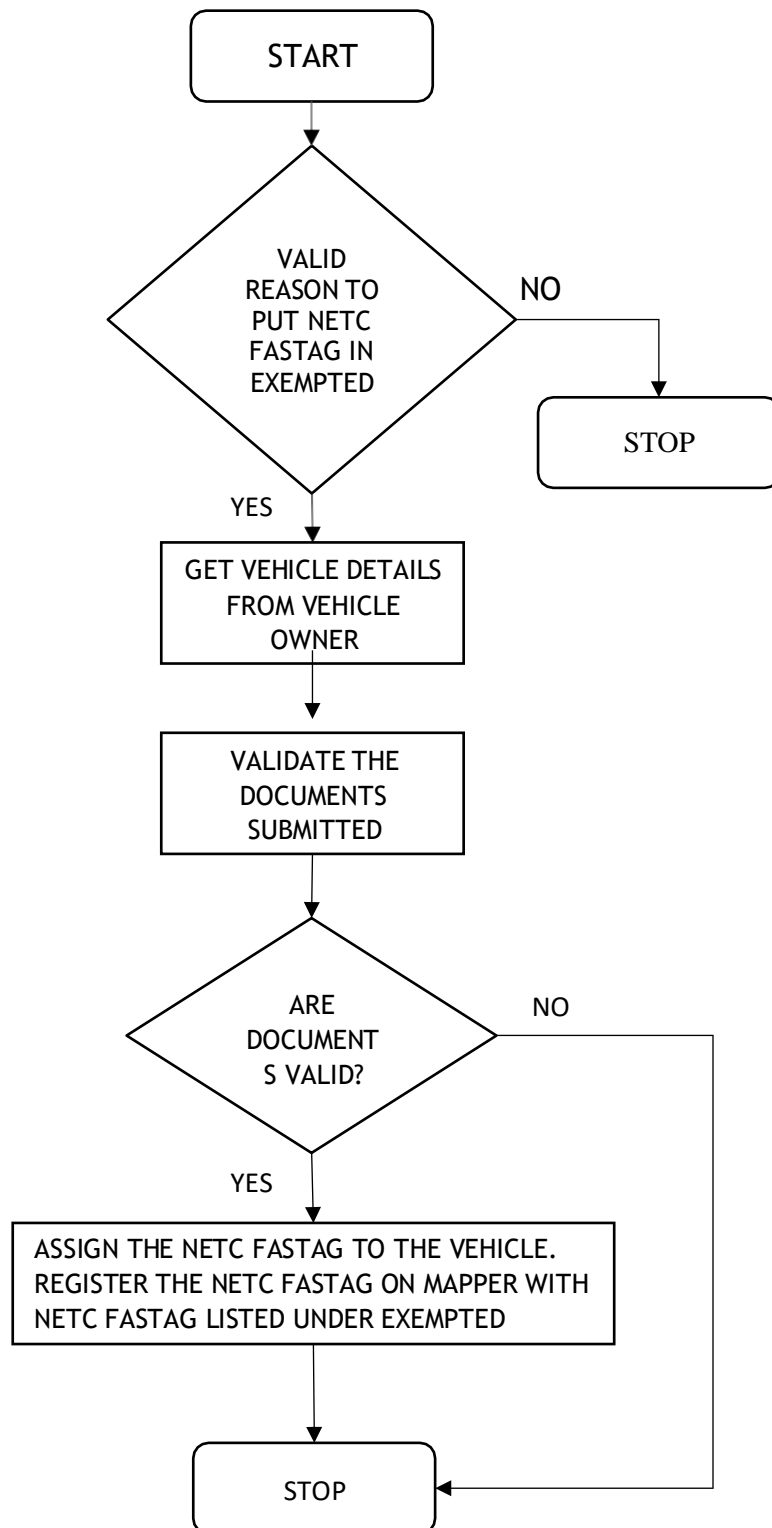 START
VALID
REASON TO
PUT NETC
FASTAG IN
EXEMPTED
NO
STOP
YES
GET VEHICLE DETAILS
FROM VEHICLE
OWNER
VALIDATE THE
DOCUMENTS
SUBMITTED
ARE
DOCUMENT
S VALID?
NO
YES
ASSIGN THE NETC FASTAG TO THE VEHICLE.
REGISTER THE NETC FASTAG ON MAPPER WITH
NETC FASTAG LISTED UNDER EXEMPTED
STOP